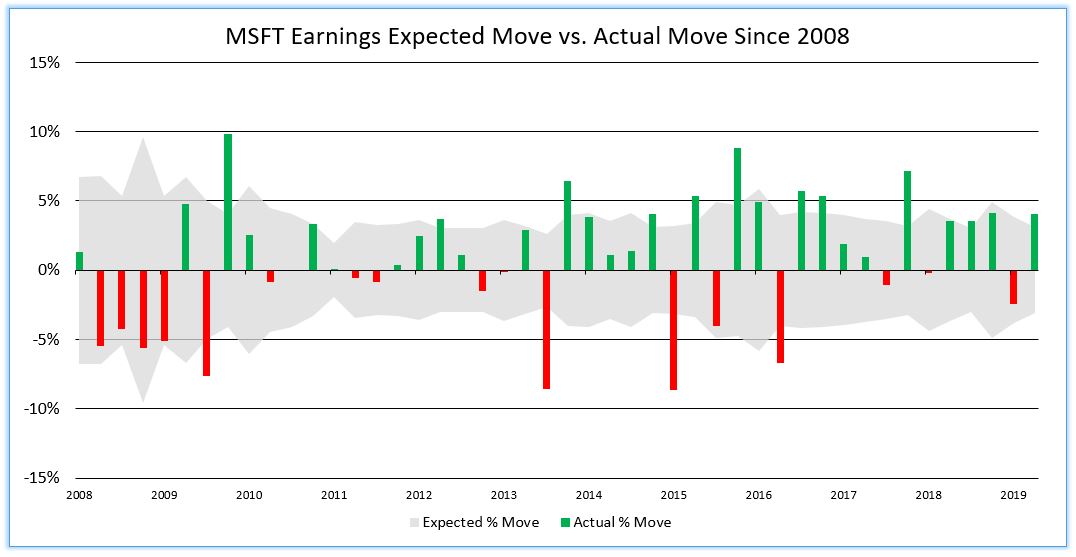 MSFT Earnings Expected Move vs. Actual Move Since 2008
15%
10%
5%
0%
-5%
-10%
-15%
2008 2009 2010 2011 2012 2013 2014 2015 2016 2017 2018 2019
Expected % Move Actual % Move